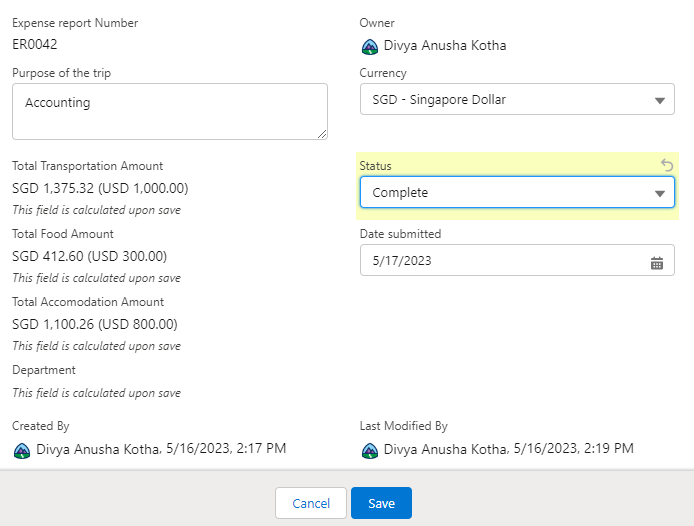 Expense report Number
ER0042
Owner
Divya Anusha Kotha
Purpose of the trip
Accounting
Currency
SGD - Singapore Dollar
Total Transportation Amount
SGD 1,375.32 (USD 1,000.00)
This field is calculated upon save
Status
Complete
Total Food Amount
SGD 412.60 (USD 300.00)
This field is calculated upon save
Date submitted
5/17/2023
Total Accomodation Amount
SGD 1,100.26 (USD 800.00)
This field is calculated upon save
Department
This field is calculated upon save
Created By
Divya Anusha Kotha, 5/16/2023, 2:17 PM
Last Modified By
Divya Anusha Kotha, 5/16/2023, 2:19 PM
Cancel
Save